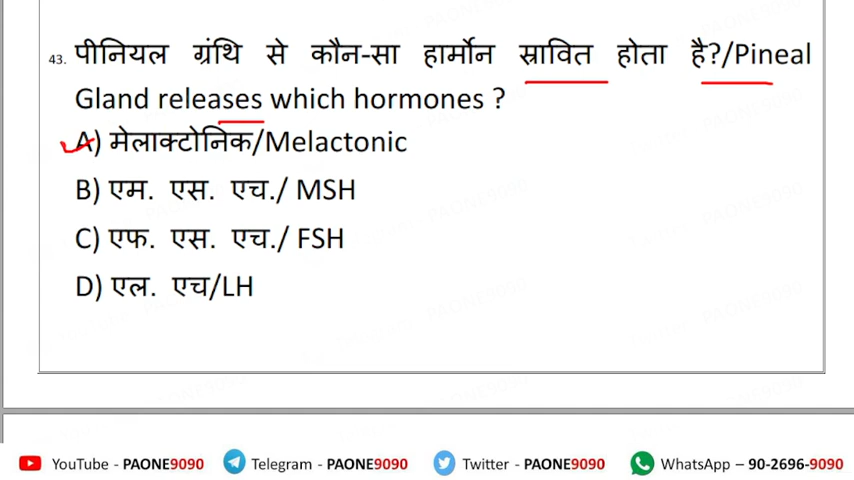 43. पीनियल ग्रंथि से कौन-सा हार्मोन स्रावित होता है?/Pineal
Gland releases which hormones ?
A) मेलाक्टोनिक/Melactonic
B) एम. एस. एच./ MSH
C) एफ. एस. एच./ FSH
D) एल. एच/LH
YouTube - PAONE9090 Telegram - PAONE9090 Twitter - PAONE9090 WhatsApp – 90-2696-9090